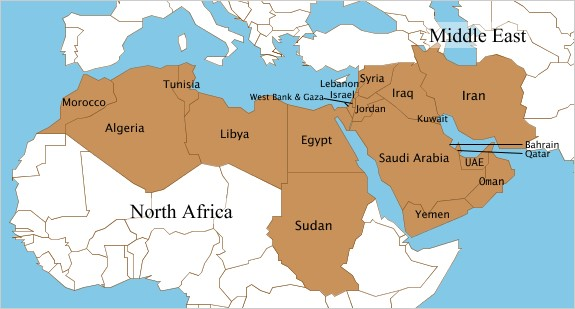 Middle East
Syria
Lebanon
Tunisia
Israel
Iraq
Iran
West Bank & Gaza
Morocco
Jordan
Kuwait
Algeria
Libya
Egypt
Bahrain
Qatar
Saudi Arabia
UAE
Oman
North Africa
Yemen
Sudan